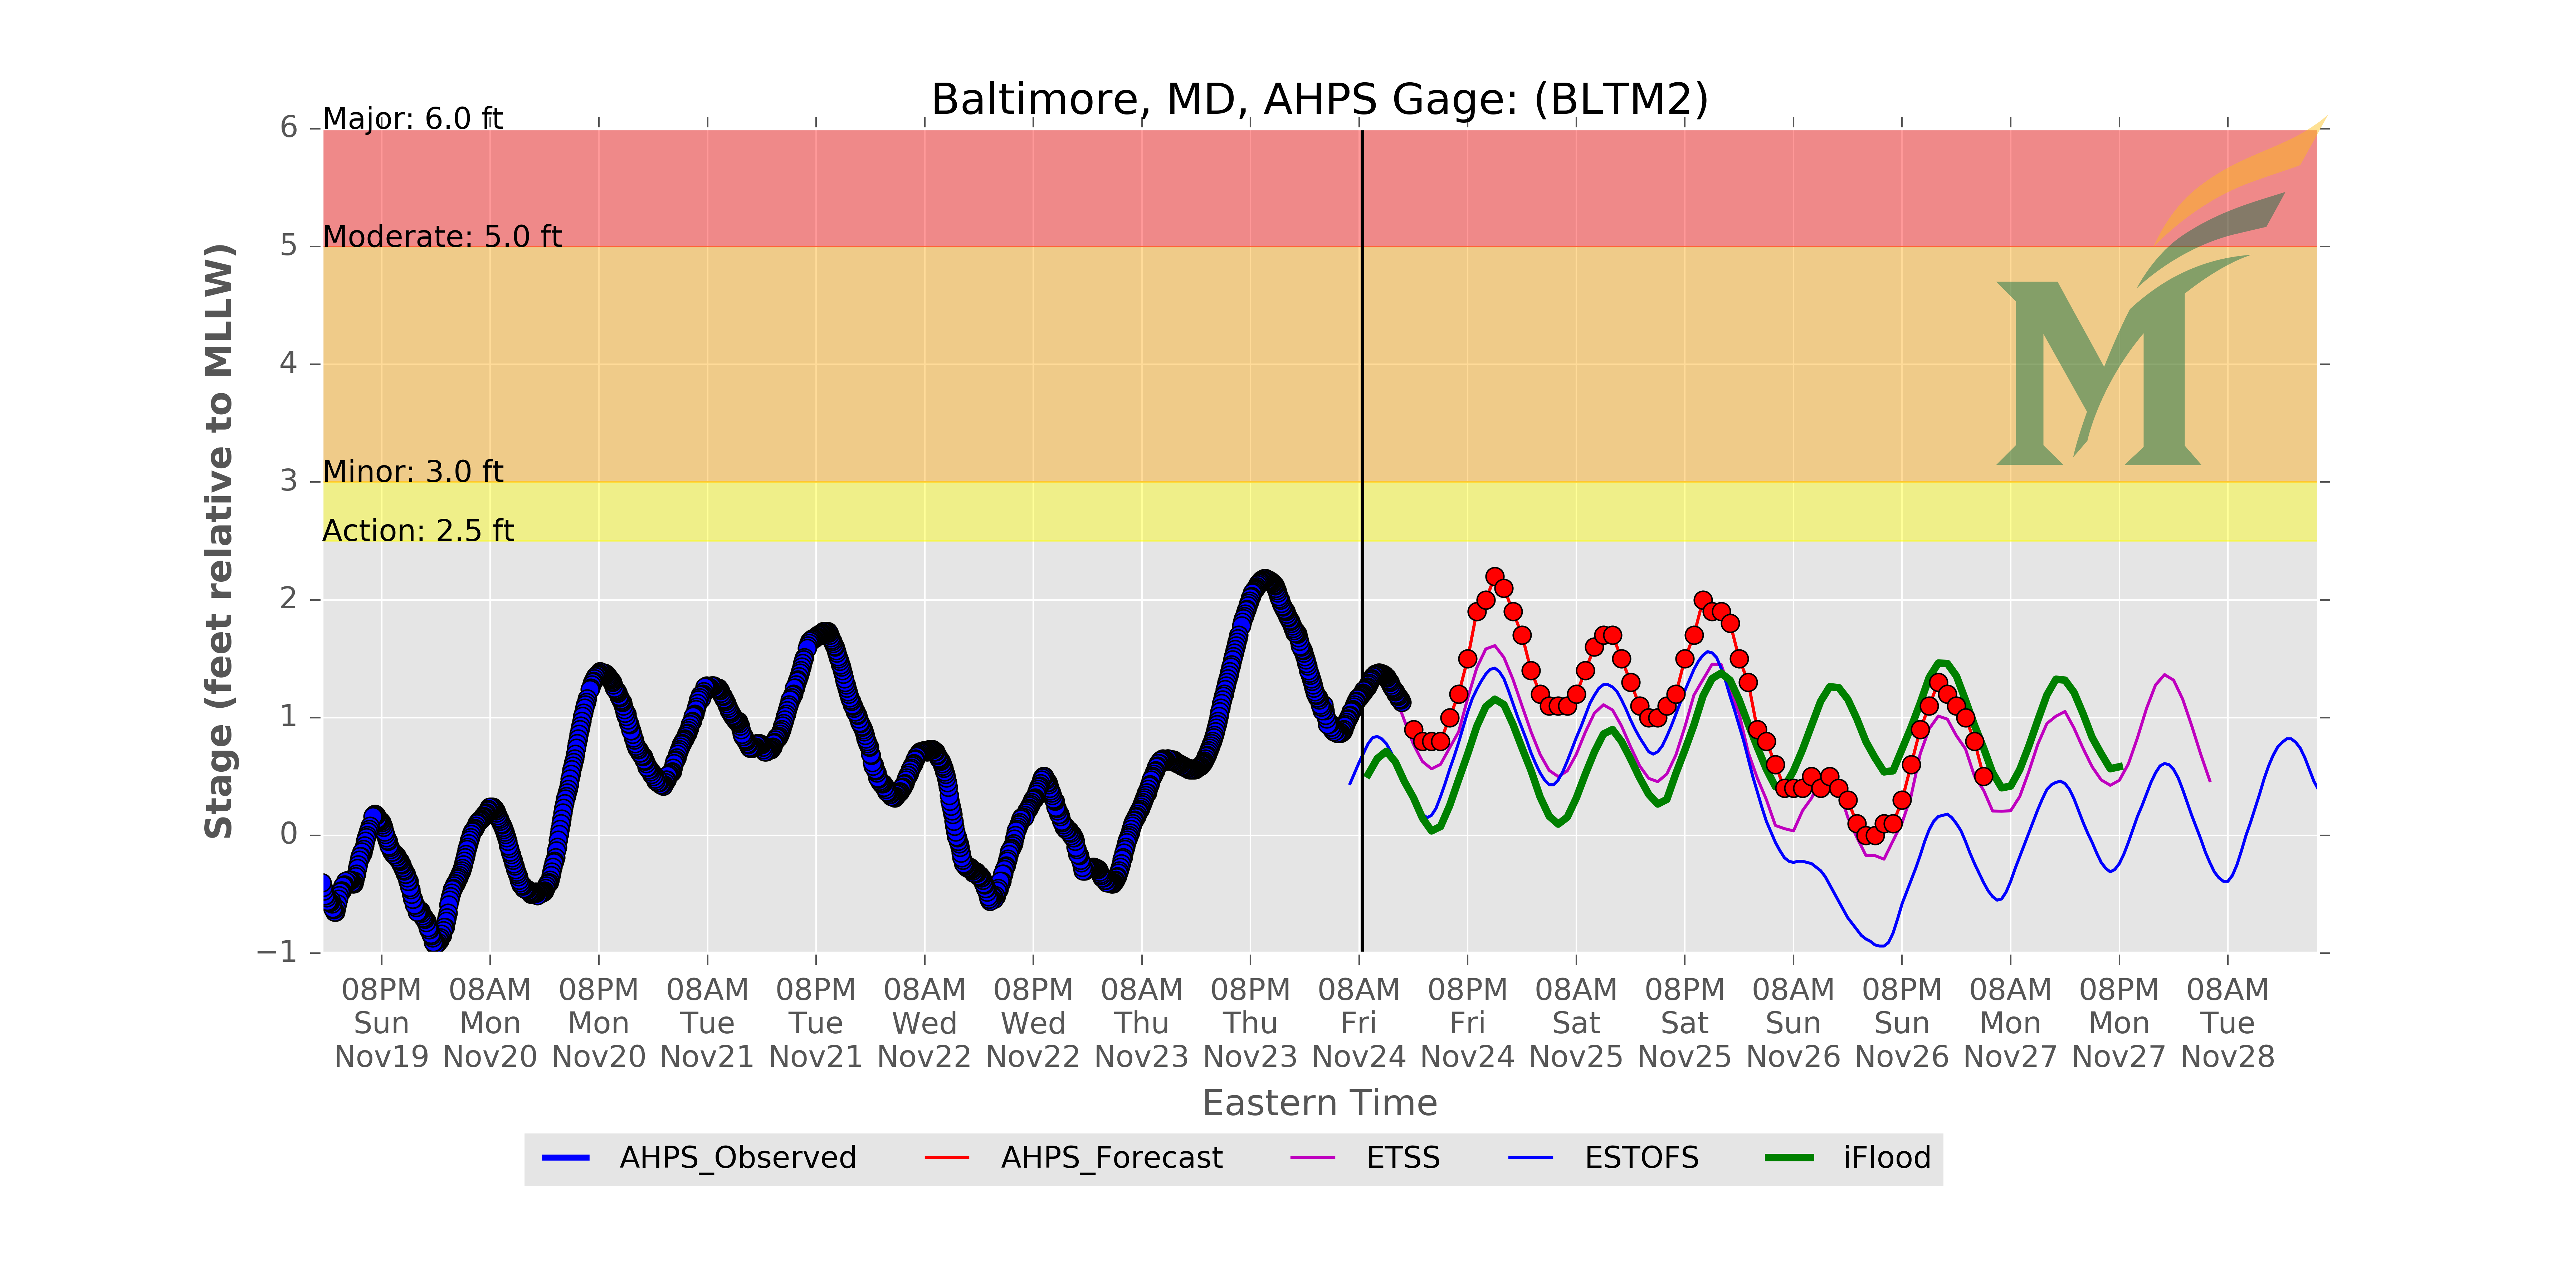 Baltimore, MD, AHPS Gage: (BLTM2)
Major: 6.0 ft
Moderate: 5.0 ft
Minor: 3.0 ft
Action: 2.5 ft
6
5
4
3
2
1
0
−1
Stage (feet relative to MLLW)
08PM 08AM 08PM 08AM 08PM 08AM 08PM 08AM 08PM 08AM 08PM 08AM 08PM 08AM 08PM 08AM 08PM 08AM
Sun Mon Mon Tue Tue Wed Wed Thu Thu Fri Fri Sat Sat Sun Sun Mon Mon Tue
Nov19 Nov20 Nov20 Nov21 Nov21 Nov22 Nov22 Nov23 Nov23 Nov24 Nov24 Nov25 Nov25 Nov26 Nov26 Nov27 Nov27 Nov28
Eastern Time
AHPS_Observed AHPS_Forecast ETSS ESTOFS iFlood
M